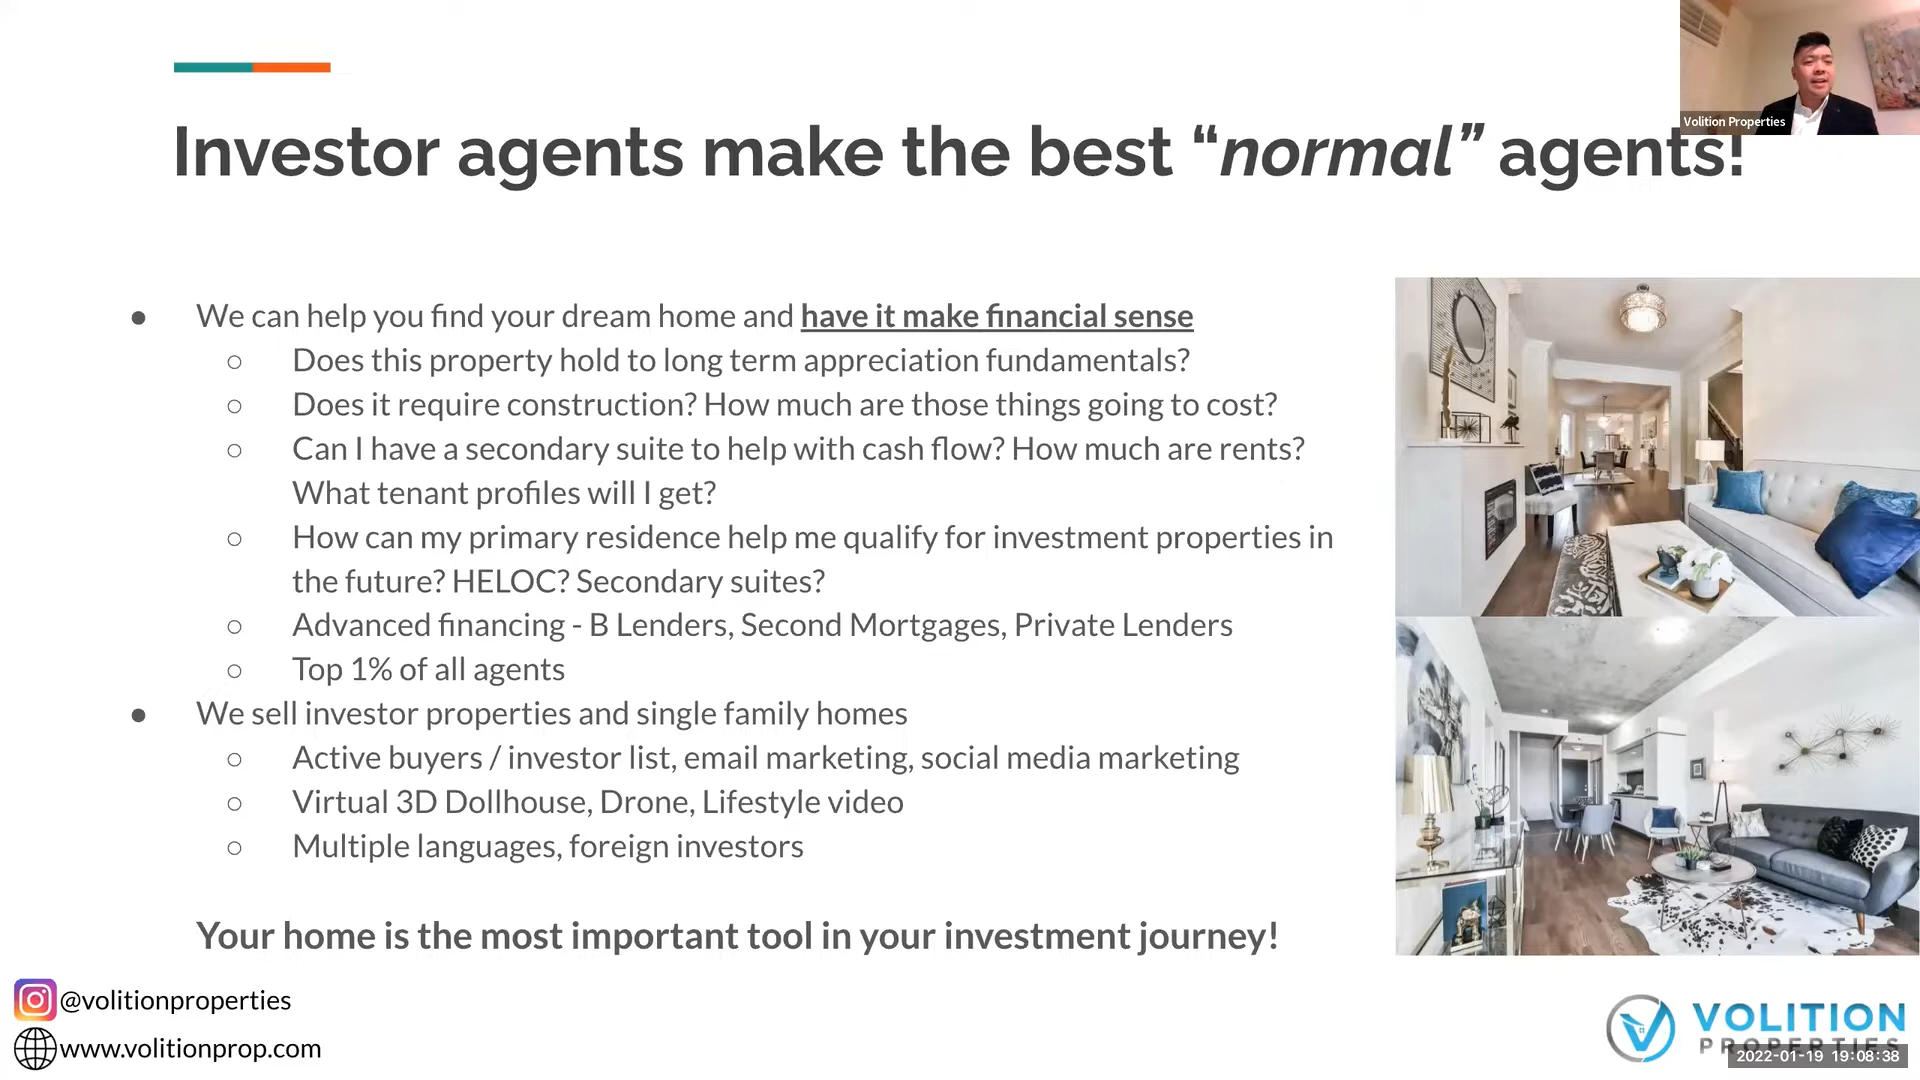 Volition Properties
Investor agents make the best “normal” agents!
● We can help you find your dream home and have it make financial sense
○ Does this property hold to long term appreciation fundamentals?
○ Does it require construction? How much are those things going to cost?
○ Can I have a secondary suite to help with cash flow? How much are rents?
What tenant profiles will I get?
○ How can my primary residence help me qualify for investment properties in
the future? HELOC? Secondary suites?
○ Advanced financing - B Lenders, Second Mortgages, Private Lenders
○ Top 1% of all agents
● We sell investor properties and single family homes
○ Active buyers / investor list, email marketing, social media marketing
○ Virtual 3D Dollhouse, Drone, Lifestyle video
○ Multiple languages, foreign investors
Your home is the most important tool in your investment journey!
@volitionproperties
www.volitionprop.com
VOLITION
PROPERTIES
2022-01-19 19:08:38